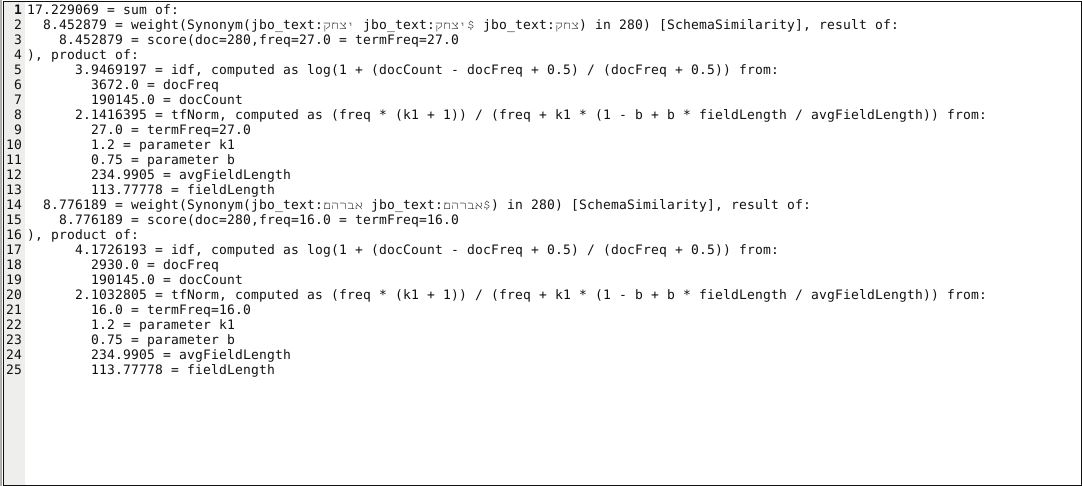 1 17.229069 = sum of:
2 8.452879 = weight(Synonym(jbo_text:יצחק jbo_text:יצחק$ jbo_text:צחק) in 280) [SchemaSimilarity], result of:
3 8.452879 = score(doc=280,freq=27.0 = termFreq=27.0
4 ), product of:
5 3.9469197 = idf, computed as log(1 + (docCount - docFreq + 0.5) / (docFreq + 0.5)) from:
6 3672.0 = docFreq
7 190145.0 = docCount
8 2.1416395 = tfNorm, computed as (freq * (k1 + 1)) / (freq + k1 * (1 - b + b * fieldLength / avgFieldLength)) from:
9 27.0 = termFreq=27.0
10 1.2 = parameter k1
11 0.75 = parameter b
12 234.9905 = avgFieldLength
13 113.77778 = fieldLength
14 8.776189 = weight(Synonym(jbo_text:אברהם jbo_text:אברהם$) in 280) [SchemaSimilarity], result of:
15 8.776189 = score(doc=280,freq=16.0 = termFreq=16.0
16 ), product of:
17 4.1726193 = idf, computed as log(1 + (docCount - docFreq + 0.5) / (docFreq + 0.5)) from:
18 2930.0 = docFreq
19 190145.0 = docCount
20 2.1032805 = tfNorm, computed as (freq * (k1 + 1)) / (freq + k1 * (1 - b + b * fieldLength / avgFieldLength)) from:
21 16.0 = termFreq=16.0
22 1.2 = parameter k1
23 0.75 = parameter b
24 234.9905 = avgFieldLength
25 113.77778 = fieldLength